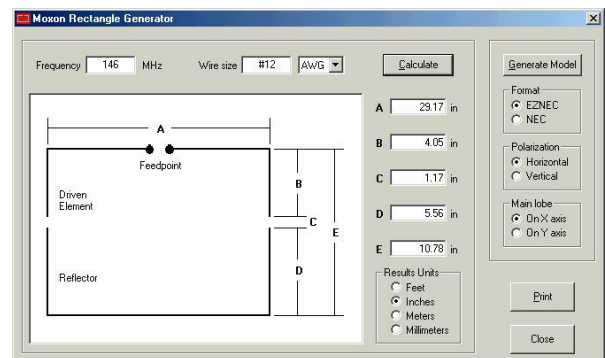 Moxon Rectangle Generator
Frequency 146 MHz Wire size #12 AWG Calculate
A
Feedpoint
Driven
Element
Reflector
B
C
D
E
A 29.17 in
B 4.05 in
C 1.17 in
D 5.56 in
E 10.78 in
Results Units
Feet
Inches
Meters
Millimeters
Generate Model
Format
EZNEC
NEC
Polarization
Horizontal
Vertical
Main lobe
On X axis
On Y axis
Print
Close